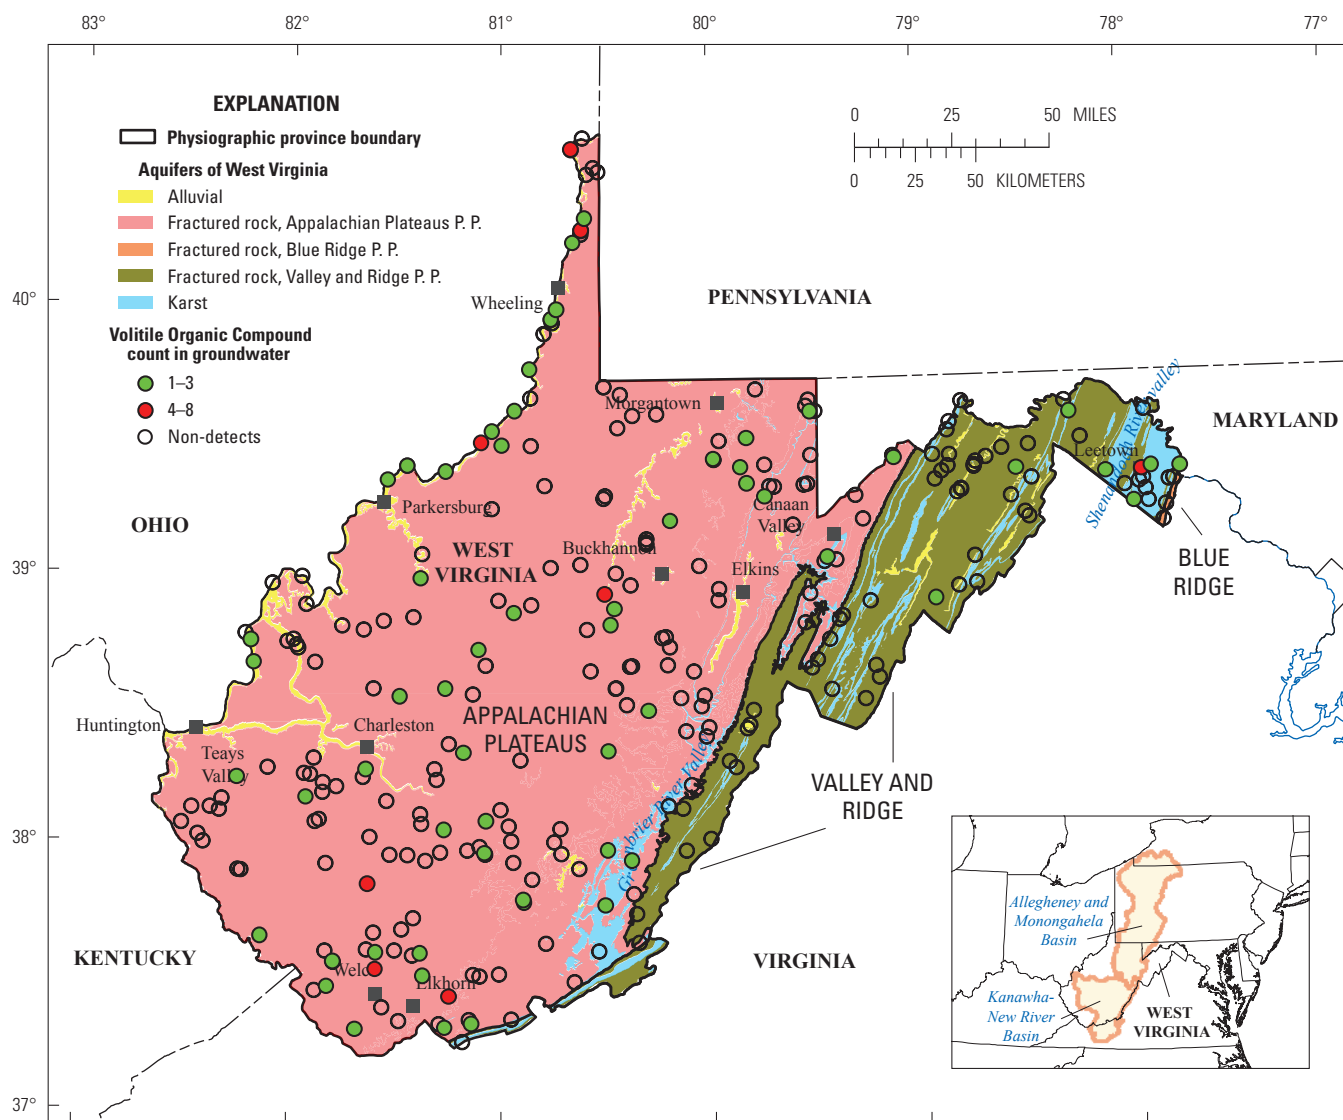 83°
82°
81°
80°
79°
78°
77°
EXPLANATION
Physiographic province boundary
Aquifers of West Virginia
Alluvial
Fractured rock, Appalachian Plateaus P. P.
Fractured rock, Blue Ridge P. P.
Fractured rock, Valley and Ridge P. P.
Karst
Volitile Organic Compound
count in groundwater
1–3
4–8
Non-detects
0
25
50 MILES
0
25
50 KILOMETERS
40°
39°
38°
37°
Wheeling
PENNSYLVANIA
MARYLAND
Morgantown
Shenandoah River valley
Leetown
OHIO
Parkersburg
WEST
VIRGINIA
Buckhannon
Canaan
Valley
Elkins
BLUE
RIDGE
Huntington
Teays
Valley
Charleston
APPALACHIAN
PLATEAUS
Greenbrier River Valley
VALLEY AND
RIDGE
KENTUCKY
Welch
Elkhorn
VIRGINIA
Allegheney and
Monongahela
Basin
Kanawha-
New River
Basin
WEST
VIRGINIA